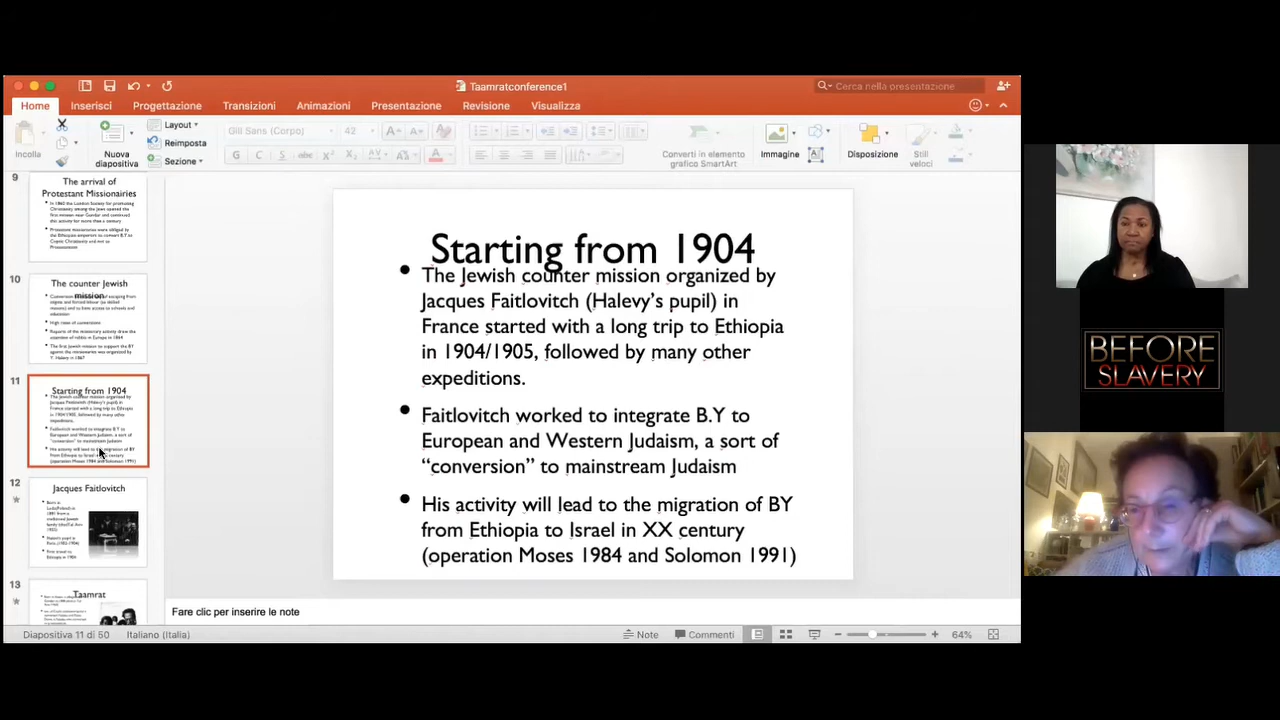 Taamratconference1
Cerca nella presentazione
Home Inserisci Progettazione Transizioni Animazioni Presentazione Revisione Visualizza
Incolla
Nuova diapositiva
Layout
Reimposta
Sezione
Gill Sans (Corpo) 42
Converti in elemento grafico SmartArt
Immagine
Disposizione
Stili veloci
9
The arrival of
Protestant Missionairies
10
The counter Jewish
mission
11
Starting from 1904
12
Jacques Faitlovitch
13
Taamrat
Starting from 1904
• The Jewish counter mission organized by
Jacques Faitlovitch (Halevy’s pupil) in
France started with a long trip to Ethiopia
in 1904/1905, followed by many other
expeditions.
• Faitlovitch worked to integrate B.Y to
European and Western Judaism, a sort of
“conversion” to mainstream Judaism
• His activity will lead to the migration of BY
from Ethiopia to Israel in XX century
(operation Moses 1984 and Solomon 1991)
Fare clic per inserire le note
Diapositiva 11 di 50 Italiano (Italia) Note Commenti 64%
BEFORE
SLAVERY